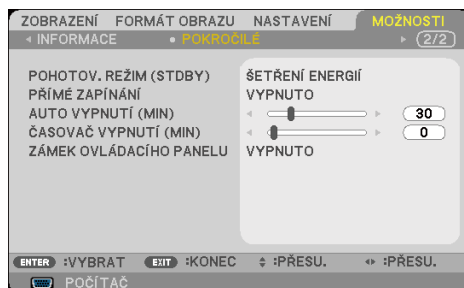 ZOBRAZENÍ FORMÁT OBRAZU NASTAVENÍ MOŽNOSTI
INFORMACE POKROČILÉ (2/2)
POHOTOV. REŽIM (STDBY) ŠETŘENÍ ENERGIÍ
PŘÍMÉ ZAPÍNÁNÍ VYPNUTO
AUTO VYPNUTÍ (MIN) 30
ČASOVAČ VYPNUTÍ (MIN) 0
ZÁMEK OVLÁDACÍHO PANELU VYPNUTO
ENTER :VYBRAT EXIT :KONEC :PŘESU. :PŘESU.
POČÍTAČ